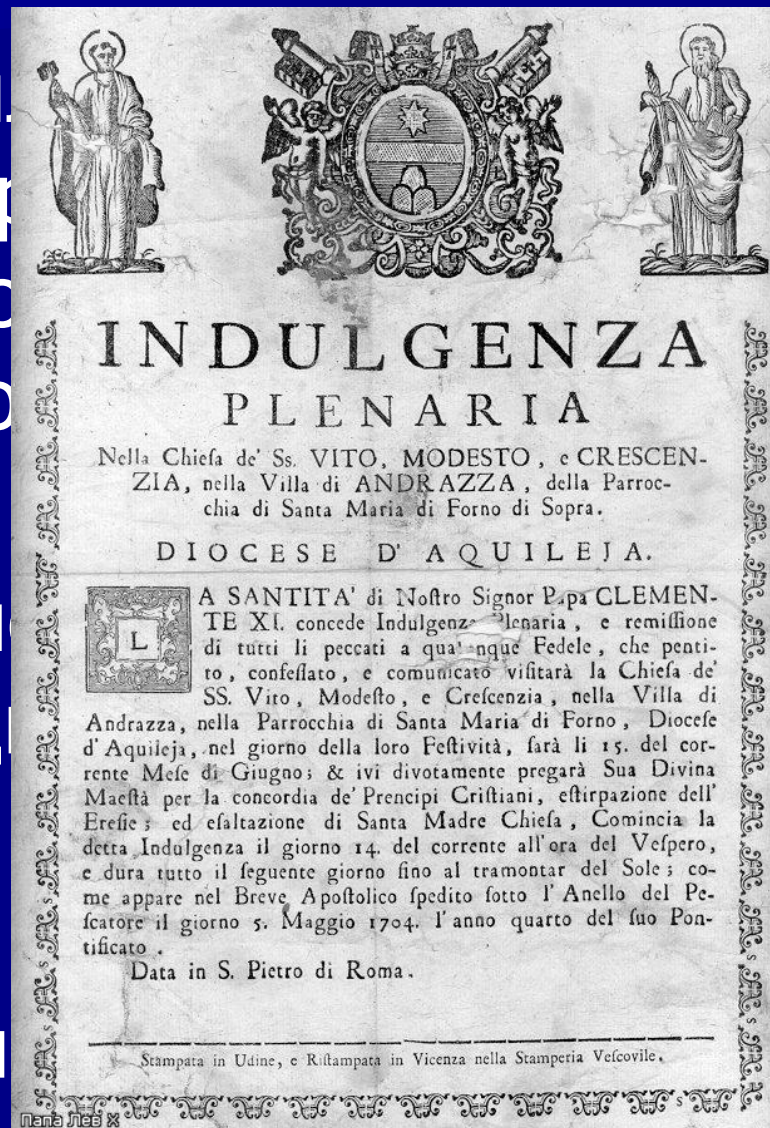 INDULGENZA
PLENARIA
Nella Chieſa de' Ss. VITO, MODESTO, e CRESCEN-
ZIA, nella Villa di ANDRAZZA, della Parroc-
chia di Santa Maria di Forno di Sopra.
DIOCESE D' AQUILEJA.
LA SANTITA' di Noſtro Signor Papa CLEMEN-
TE XI. concede Indulgenza Plenaria, e remiſſione
di tutti li peccati a qualunque Fedele, che penti-
to, confeſſato, e comunicato viſitarà la Chieſa de'
SS. Vito, Modeſto, e Creſcenzia, nella Villa di
Andrazza, nella Parrocchia di Santa Maria di Forno, Dioceſe
d'Aquileja, nel giorno della loro Feſtività, ſarà li 15. del cor-
rente Meſe di Giugno; & ivi divotamente pregarà Sua Divina
Maeſtà per la concordia de' Prencipi Criſtiani, eſtirpazione dell'
Ereſie; ed eſaltazione di Santa Madre Chieſa, Comincia la
detta Indulgenza il giorno 14. del corrente all'ora del Veſpero,
e dura tutto il ſeguente giorno ſino al tramontar del Sole; co-
me appare nel Breve Apoſtolico ſpedito ſotto l'Anello del Pe-
ſcatore il giorno 5. Maggio 1704. l'anno quarto del ſuo Pon-
tificato.
Data in S. Pietro di Roma.
Stampata in Udine, e Riſtampata in Vicenza nella Stamperia Veſcovile.
Папа Лев X